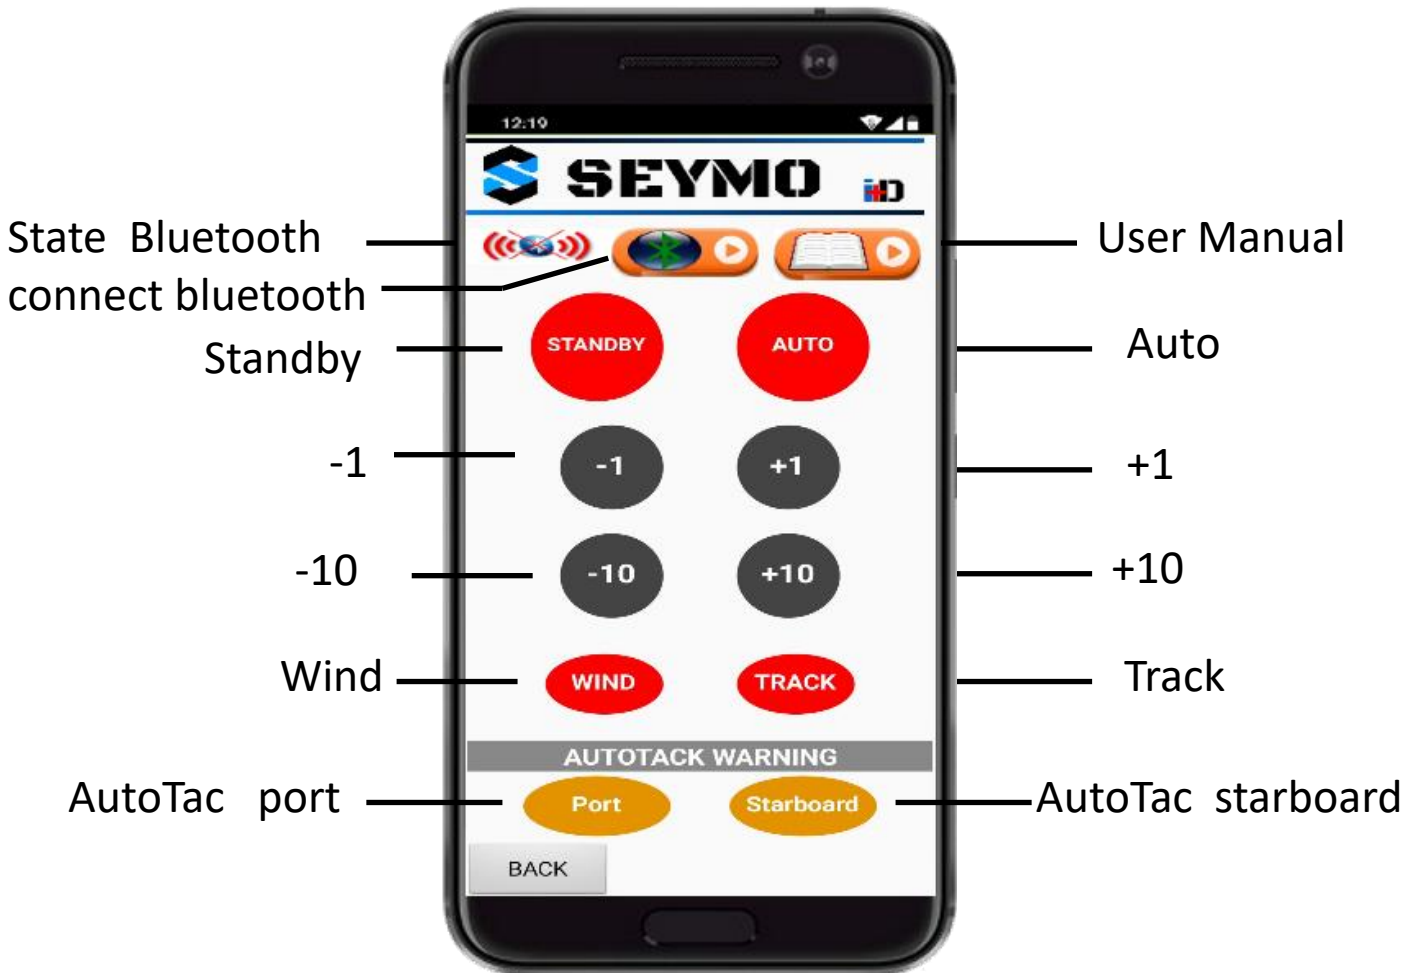 12:19
SEYMO
iD
State Bluetooth
User Manual
connect bluetooth
Standby
STANDBY
AUTO
Auto
-1
-1
+1
+1
-10
-10
+10
+10
Wind
WIND
TRACK
Track
AUTOTACK WARNING
AutoTac port
Port
Starboard
AutoTac starboard
BACK